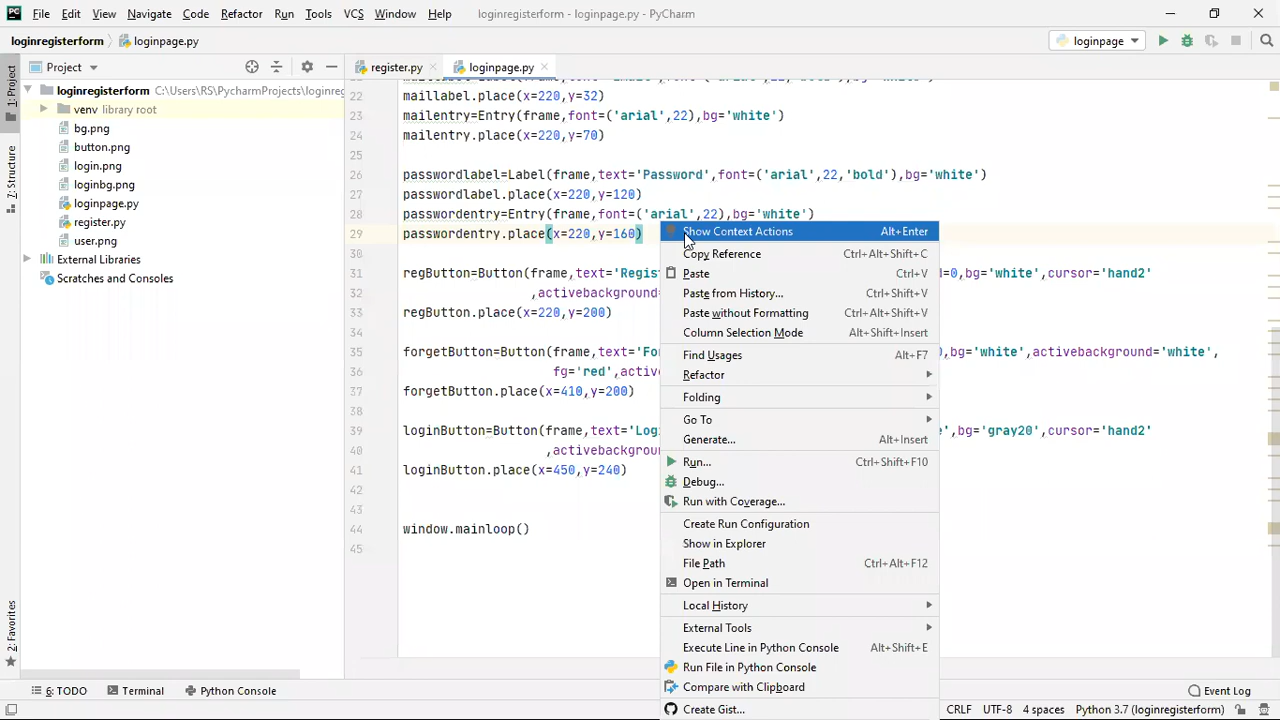 PC File Edit View Navigate Code Refactor Run Tools VCS Window Help loginregisterform - loginpage.py - PyCharm
loginregisterform loginpage.py loginpage
Project register.py loginpage.py
1: Project
loginregisterform C:\Users\RS\PycharmProjects\loginreg
venv library root
bg.png
button.png
login.png
loginbg.png
loginpage.py
register.py
user.png
External Libraries
Scratches and Consoles
Z: Structure
2: Favorites
22 maillabel.place(x=220,y=32)
23 mailentry=Entry(frame,font=('arial',22),bg='white')
24 mailentry.place(x=220,y=70)
25
26 passwordlabel=Label(frame,text='Password',font=('arial',22,'bold'),bg='white')
27 passwordlabel.place(x=220,y=120)
28 passwordentry=Entry(frame,font=('arial',22),bg='white')
29 passwordentry.place(x=220,y=160)
30
31 regButton=Button(frame,text='Regis d=0,bg='white',cursor='hand2'
32 ,activebackground=
33 regButton.place(x=220,y=200)
34
35 forgetButton=Button(frame,text='Fo 0,bg='white',activebackground='white',
36 fg='red',active
37 forgetButton.place(x=410,y=200)
38
39 loginButton=Button(frame,text='Log e',bg='gray20',cursor='hand2'
40 ,activebackground
41 loginButton.place(x=450,y=240)
42
43
44 window.mainloop()
45
Show Context Actions Alt+Enter
Copy Reference Ctrl+Alt+Shift+C
Paste Ctrl+V
Paste from History... Ctrl+Shift+V
Paste without Formatting Ctrl+Alt+Shift+V
Column Selection Mode Alt+Shift+Insert
Find Usages Alt+F7
Refactor
Folding
Go To
Generate... Alt+Insert
Run... Ctrl+Shift+F10
Debug...
Run with Coverage...
Create Run Configuration
Show in Explorer
File Path Ctrl+Alt+F12
Open in Terminal
Local History
External Tools
Execute Line in Python Console Alt+Shift+E
Run File in Python Console
Compare with Clipboard
Create Gist...
6: TODO Terminal Python Console Event Log
CRLF UTF-8 4 spaces Python 3.7 (loginregisterform)